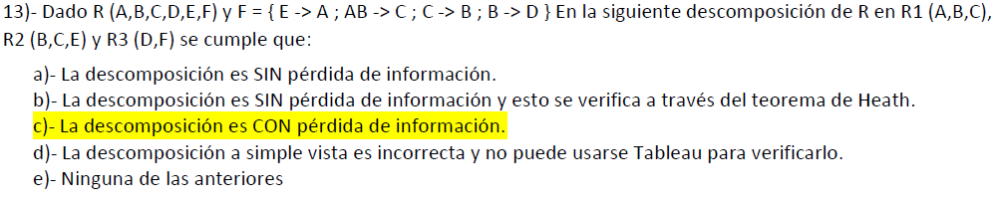 13)- Dado R (A,B,C,D,E,F) y F = { E -> A ; AB -> C ; C -> B ; B -> D } En la siguiente descomposición de R en R1 (A,B,C),
R2 (B,C,E) y R3 (D,F) se cumple que:
a)- La descomposición es SIN pérdida de información.
b)- La descomposición es SIN pérdida de información y esto se verifica a través del teorema de Heath.
c)- La descomposición es CON pérdida de información.
d)- La descomposición a simple vista es incorrecta y no puede usarse Tableau para verificarlo.
e)- Ninguna de las anteriores